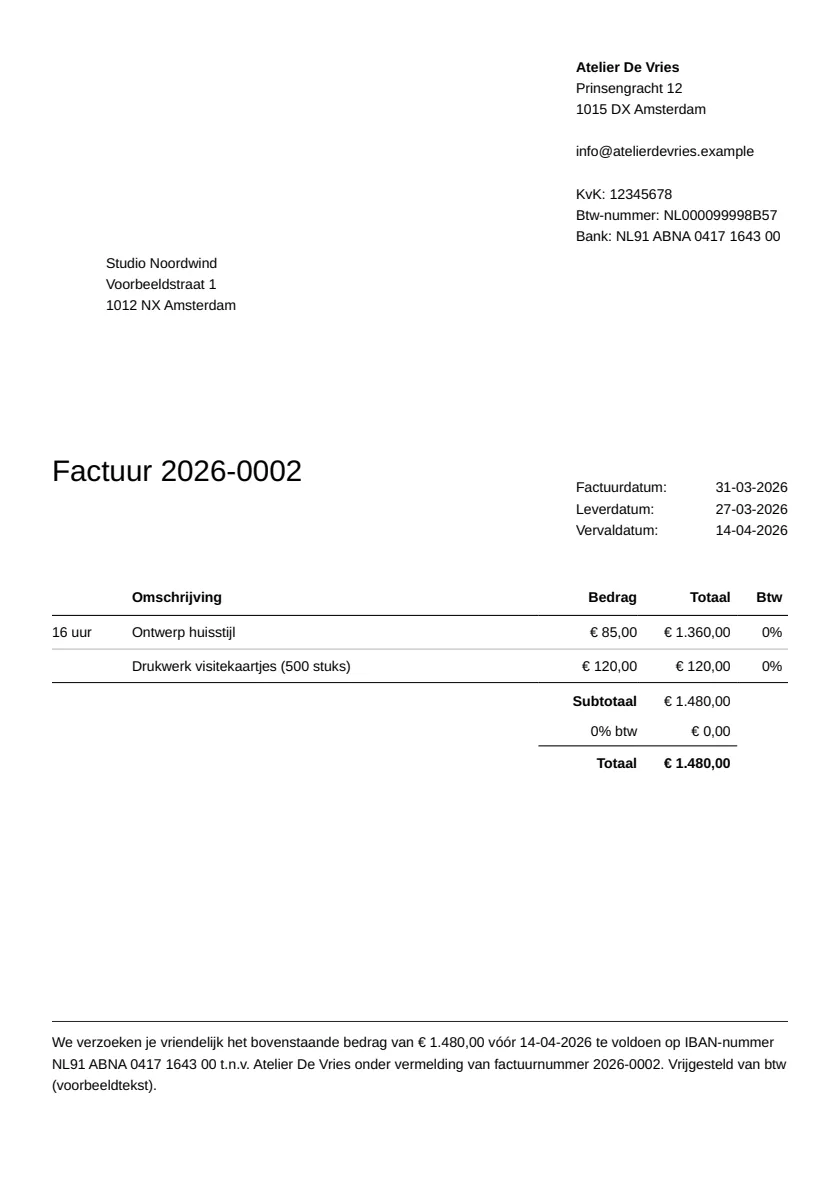 Atelier De Vries
Prinsengracht 12
1015 DX Amsterdam
info@atelierdevries.example
KvK: 12345678
Btw-nummer: NL000099998B57
Bank: NL91 ABNA 0417 1643 00
Studio Noordwind
Voorbeeldstraat 1
1012 NX Amsterdam
Factuur 2026-0002
Factuurdatum: 31-03-2026
Leverdatum: 27-03-2026
Vervaldatum: 14-04-2026
Omschrijving Bedrag Totaal Btw
16 uur Ontwerp huisstijl € 85,00 € 1.360,00 0%
Drukwerk visitekaartjes (500 stuks) € 120,00 € 120,00 0%
Subtotaal € 1.480,00
0% btw € 0,00
Totaal € 1.480,00
We verzoeken je vriendelijk het bovenstaande bedrag van € 1.480,00 vóór 14-04-2026 te voldoen op IBAN-nummer
NL91 ABNA 0417 1643 00 t.n.v. Atelier De Vries onder vermelding van factuurnummer 2026-0002. Vrijgesteld van btw
(voorbeeldtekst).